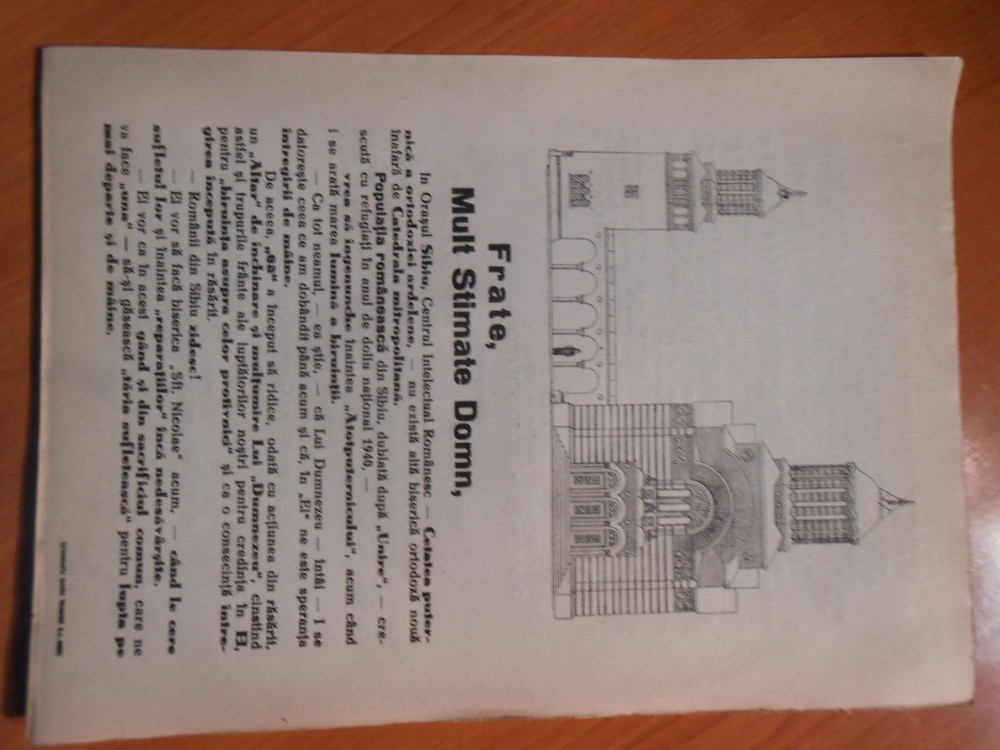 Frate,
Mult Stimate Domn,
In Orașul Sibiu, Centrul Intelectual Românesc — Cetatea puter-
nică a ortodoziei ardelene, — nu există altă biserică ortodoxă nouă
înafară de Catedrala mitropolitană.
Populația românească din Sibiu, dublată după „Unire“, — cre-
scută cu refugiați în anul de doliu național 1940, —
vrea să îngenunche înaintea „Atotputernicului“, acum când
i se arată marea lumină a biruinții.
— Ca tot neamul, — ea știe, — că Lui Dumnezeu — întâi — I se
datorește ceea ce am dobândit până acum și că, în „El“ ne este speranța
întregirii de mâine.
De aceea, „ea“ a început să ridice, odată cu acțiunea din răsărit,
un „Altar“ de închinare și mulțumire Lui „Dumnezeu“, cinstind
astfel și trupurile frânte ale luptătorilor noștri pentru credința în El,
pentru „biruința asupra celor protivnici“ și ca o consecință între-
girea începută în răsărit.
— Românii din Sibiu zidesc!
— Ei vor să facă biserica „Sft. Nicolae“ acum, — când le cere
sufletul lor și înaintea „reparațiilor“ încă nedesăvârșite.
— Ei vor ca în acest gând și din sacrificiul comun, care ne
va face „una“ — să-și găsească „tăria sufletească“ pentru lupta pe
mai departe și de mâine.